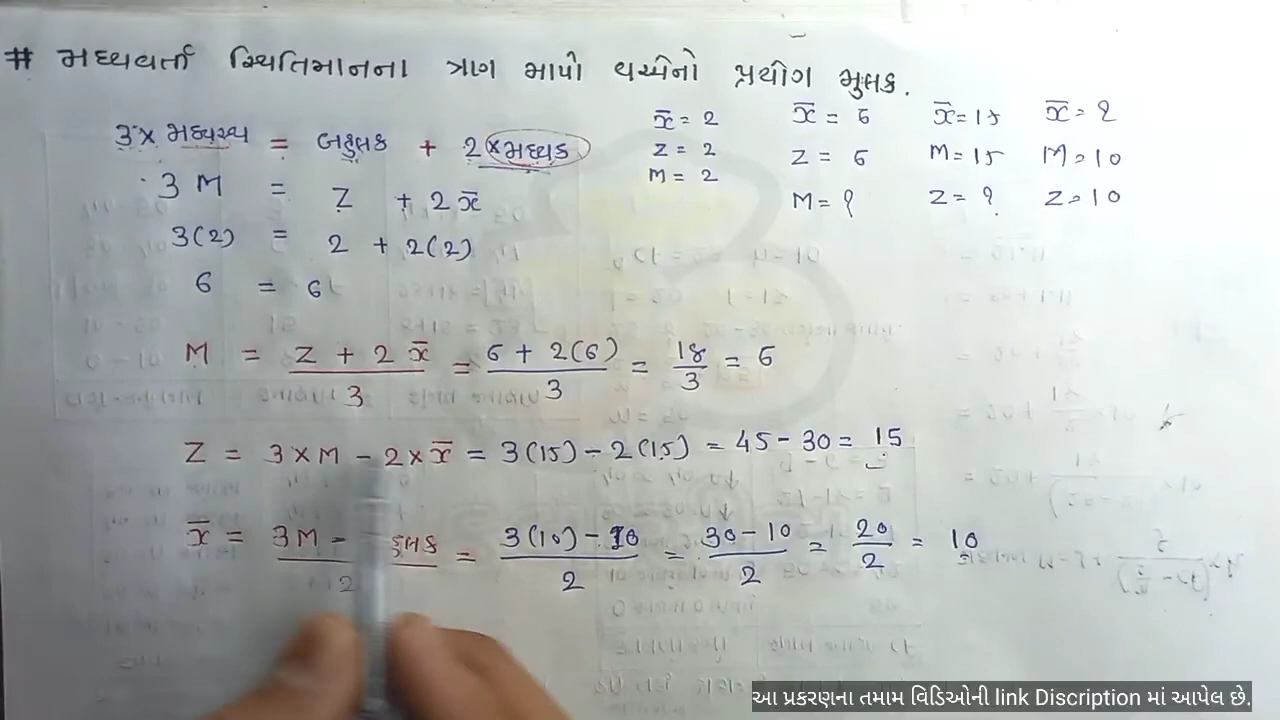 # મધ્યવર્તી સ્થિતિમાનના ત્રણ માપો વચ્ચેનો પ્રયોગ મુલક.
3 x મધ્યસ્થ = બહુલક + 2 x મધ્યક
x̄ = 2
Z = 2
M = 2
x̄ = 6
Z = 6
M = ?
x̄ = 15
M = 15
Z = ?
x̄ = ?
M = 10
Z = 10
3 M = Z + 2 x̄
3(2) = 2 + 2(2)
6 = 6
M = Z + 2 x̄ / 3 = 6 + 2(6) / 3 = 18 / 3 = 6
Z = 3 x M - 2 x x̄ = 3(15) - 2(15) = 45 - 30 = 15
x̄ = 3M - / 2 = 3(10) - 10 / 2 = 30 - 10 / 2 = 20 / 2 = 10
આ પ્રકરણના તમામ વિડિઓની link Discription માં આપેલ છે.